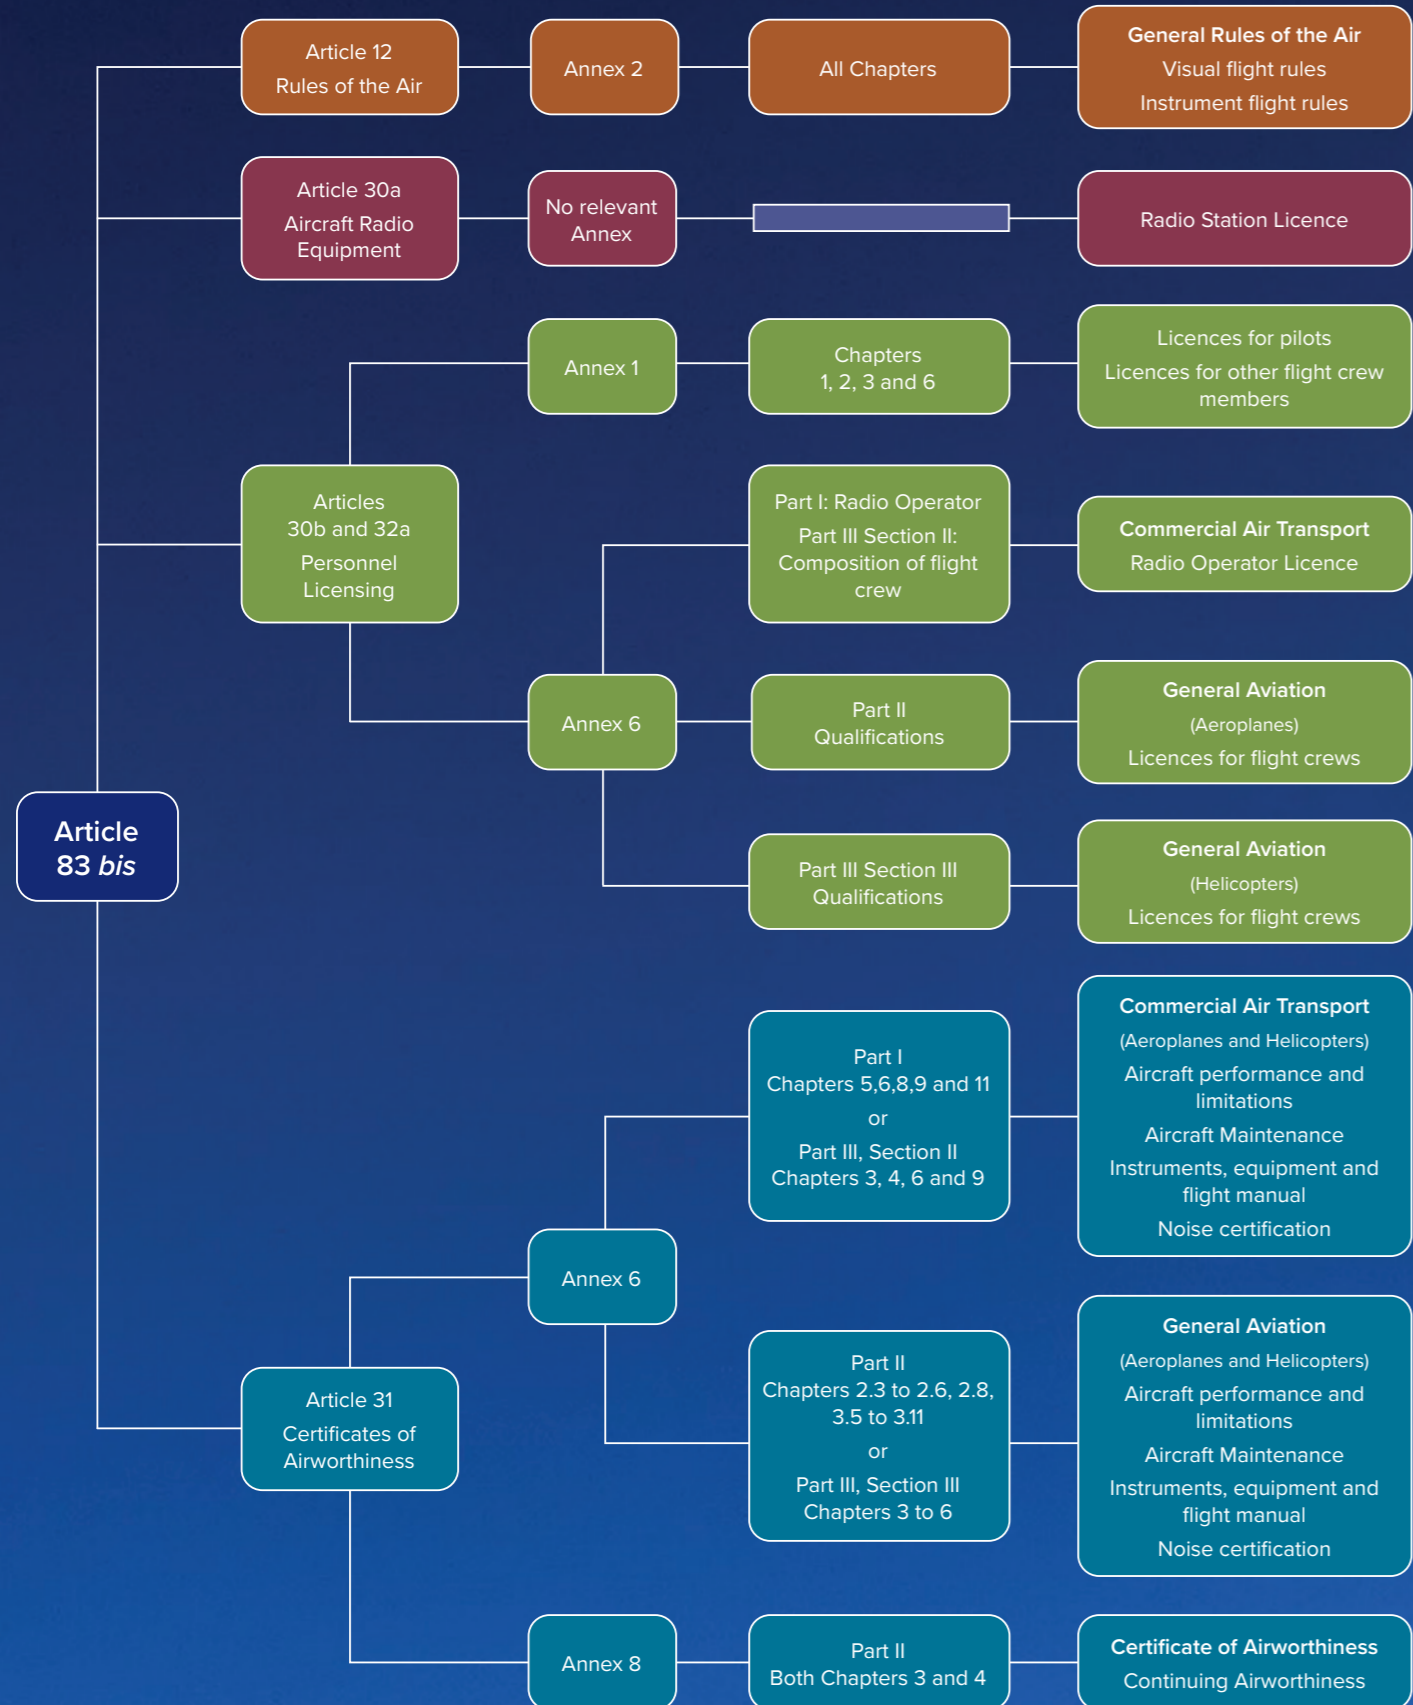 Article 12
Rules of the Air
Annex 2
All Chapters
General Rules of the Air
Visual flight rules
Instrument flight rules
Article 30a
Aircraft Radio
Equipment
No relevant
Annex
Radio Station Licence
Annex 1
Chapters
1, 2, 3 and 6
Licences for pilots
Licences for other flight crew
members
Articles
30b and 32a
Personnel
Licensing
Part I: Radio Operator
Part III Section II:
Composition of flight
crew
Commercial Air Transport
Radio Operator Licence
Annex 6
Part II
Qualifications
General Aviation
(Aeroplanes)
Licences for flight crews
Article
83 bis
Part III Section III
Qualifications
General Aviation
(Helicopters)
Licences for flight crews
Part I
Chapters 5,6,8,9 and 11
or
Part III, Section II
Chapters 3, 4, 6 and 9
Commercial Air Transport
(Aeroplanes and Helicopters)
Aircraft performance and
limitations
Aircraft Maintenance
Instruments, equipment and
flight manual
Noise certification
Annex 6
Article 31
Certificates of
Airworthiness
Part II
Chapters 2.3 to 2.6, 2.8,
3.5 to 3.11
or
Part III, Section III
Chapters 3 to 6
General Aviation
(Aeroplanes and Helicopters)
Aircraft performance and
limitations
Aircraft Maintenance
Instruments, equipment and
flight manual
Noise certification
Annex 8
Part II
Both Chapters 3 and 4
Certificate of Airworthiness
Continuing Airworthiness